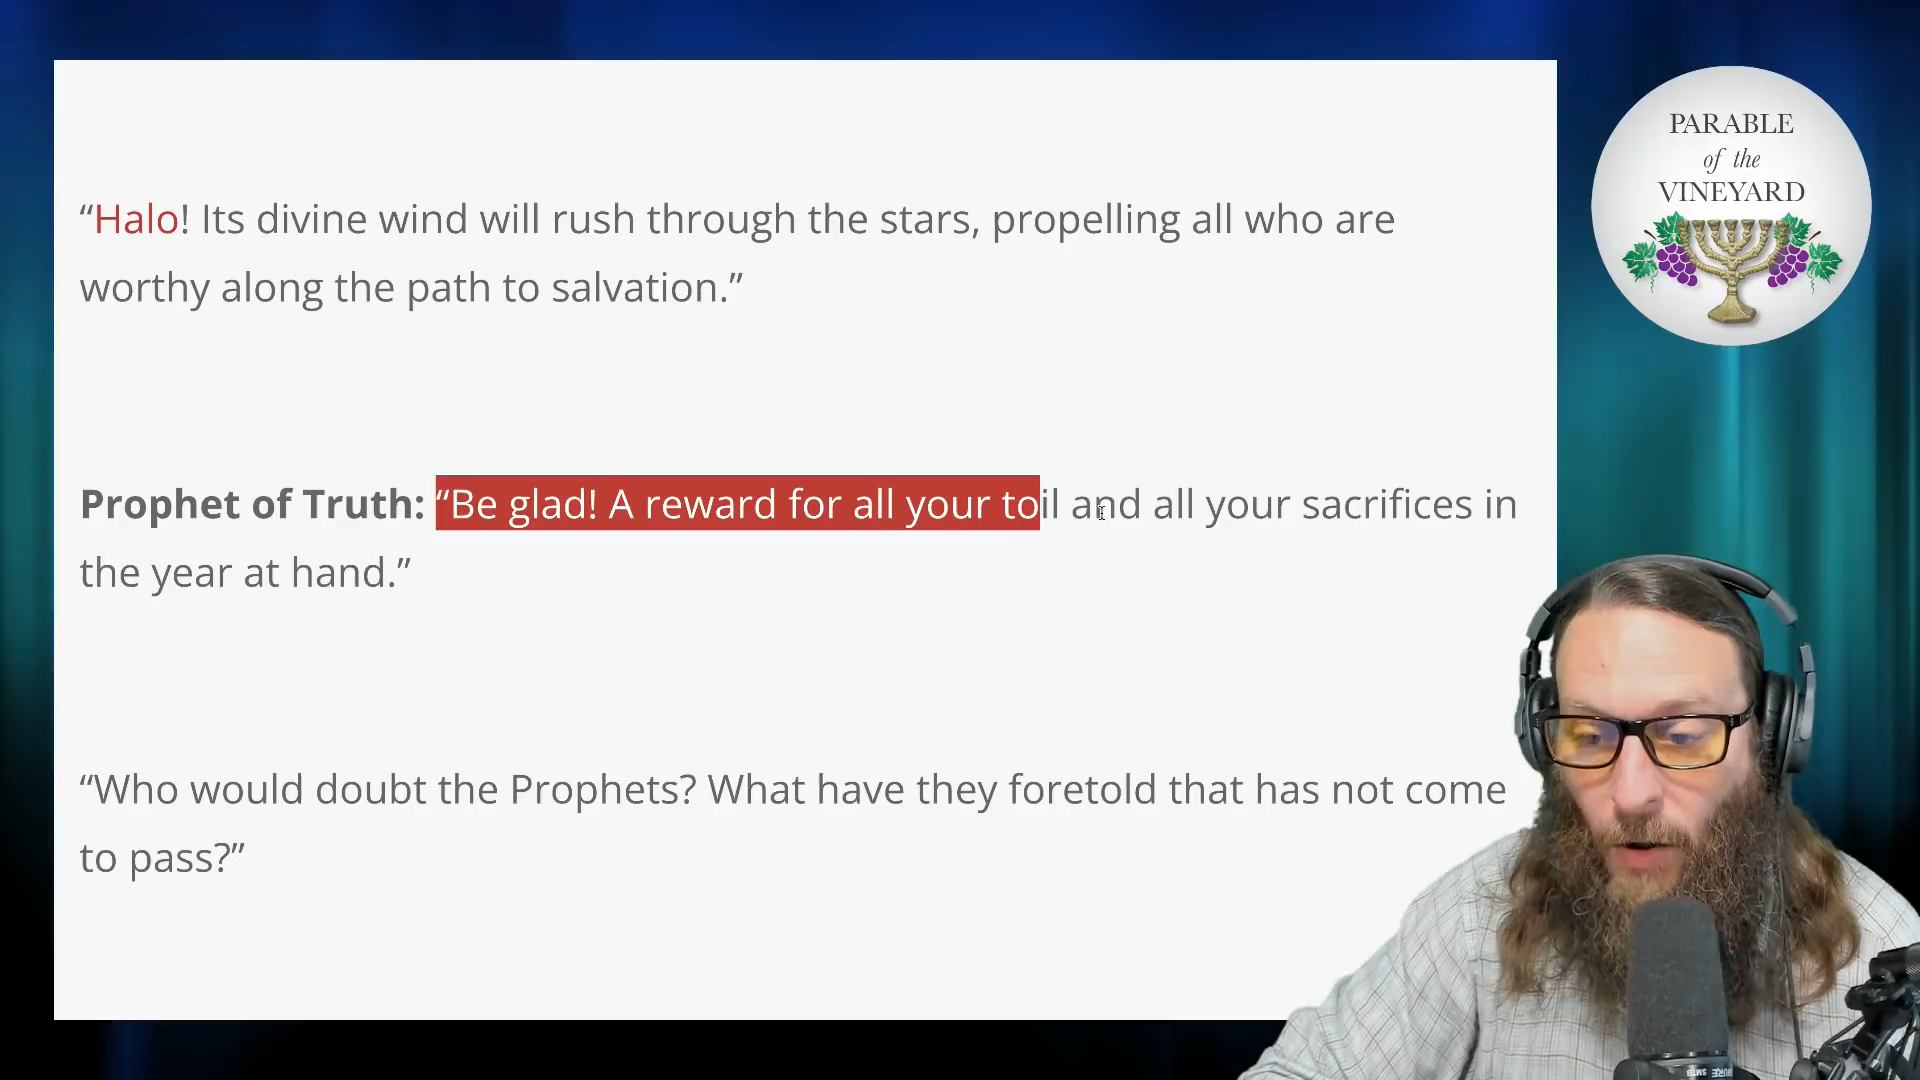 PARABLE
of the
VINEYARD
“Halo! Its divine wind will rush through the stars, propelling all who are
worthy along the path to salvation.”
Prophet of Truth: “Be glad! A reward for all your toil and all your sacrifices in
the year at hand.”
“Who would doubt the Prophets? What have they foretold that has not come
to pass?”